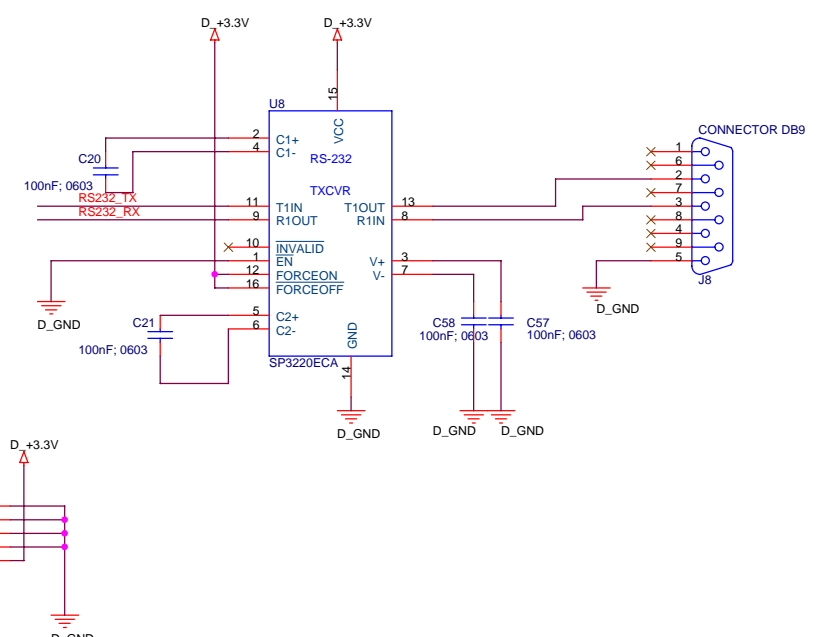 D_+3.3V
D_+3.3V
U8
15
VCC
CONNECTOR DB9
2
C1+
4
C1-
RS-232
C20
100nF; 0603
TXCVR
RS232_TX
11
T1IN
T1OUT
13
RS232_RX
9
R1OUT
R1IN
8
10
INVALID
1
EN
V+
3
12
FORCEON
V-
7
16
FORCEOFF
1
6
2
7
3
8
4
9
5
J8
D_GND
D_GND
C21
100nF; 0603
5
C2+
6
C2-
GND
C58
100nF; 0603
C57
100nF; 0603
SP3220ECA
14
D_GND
D_GND
D_GND
D_+3.3V
D_GND